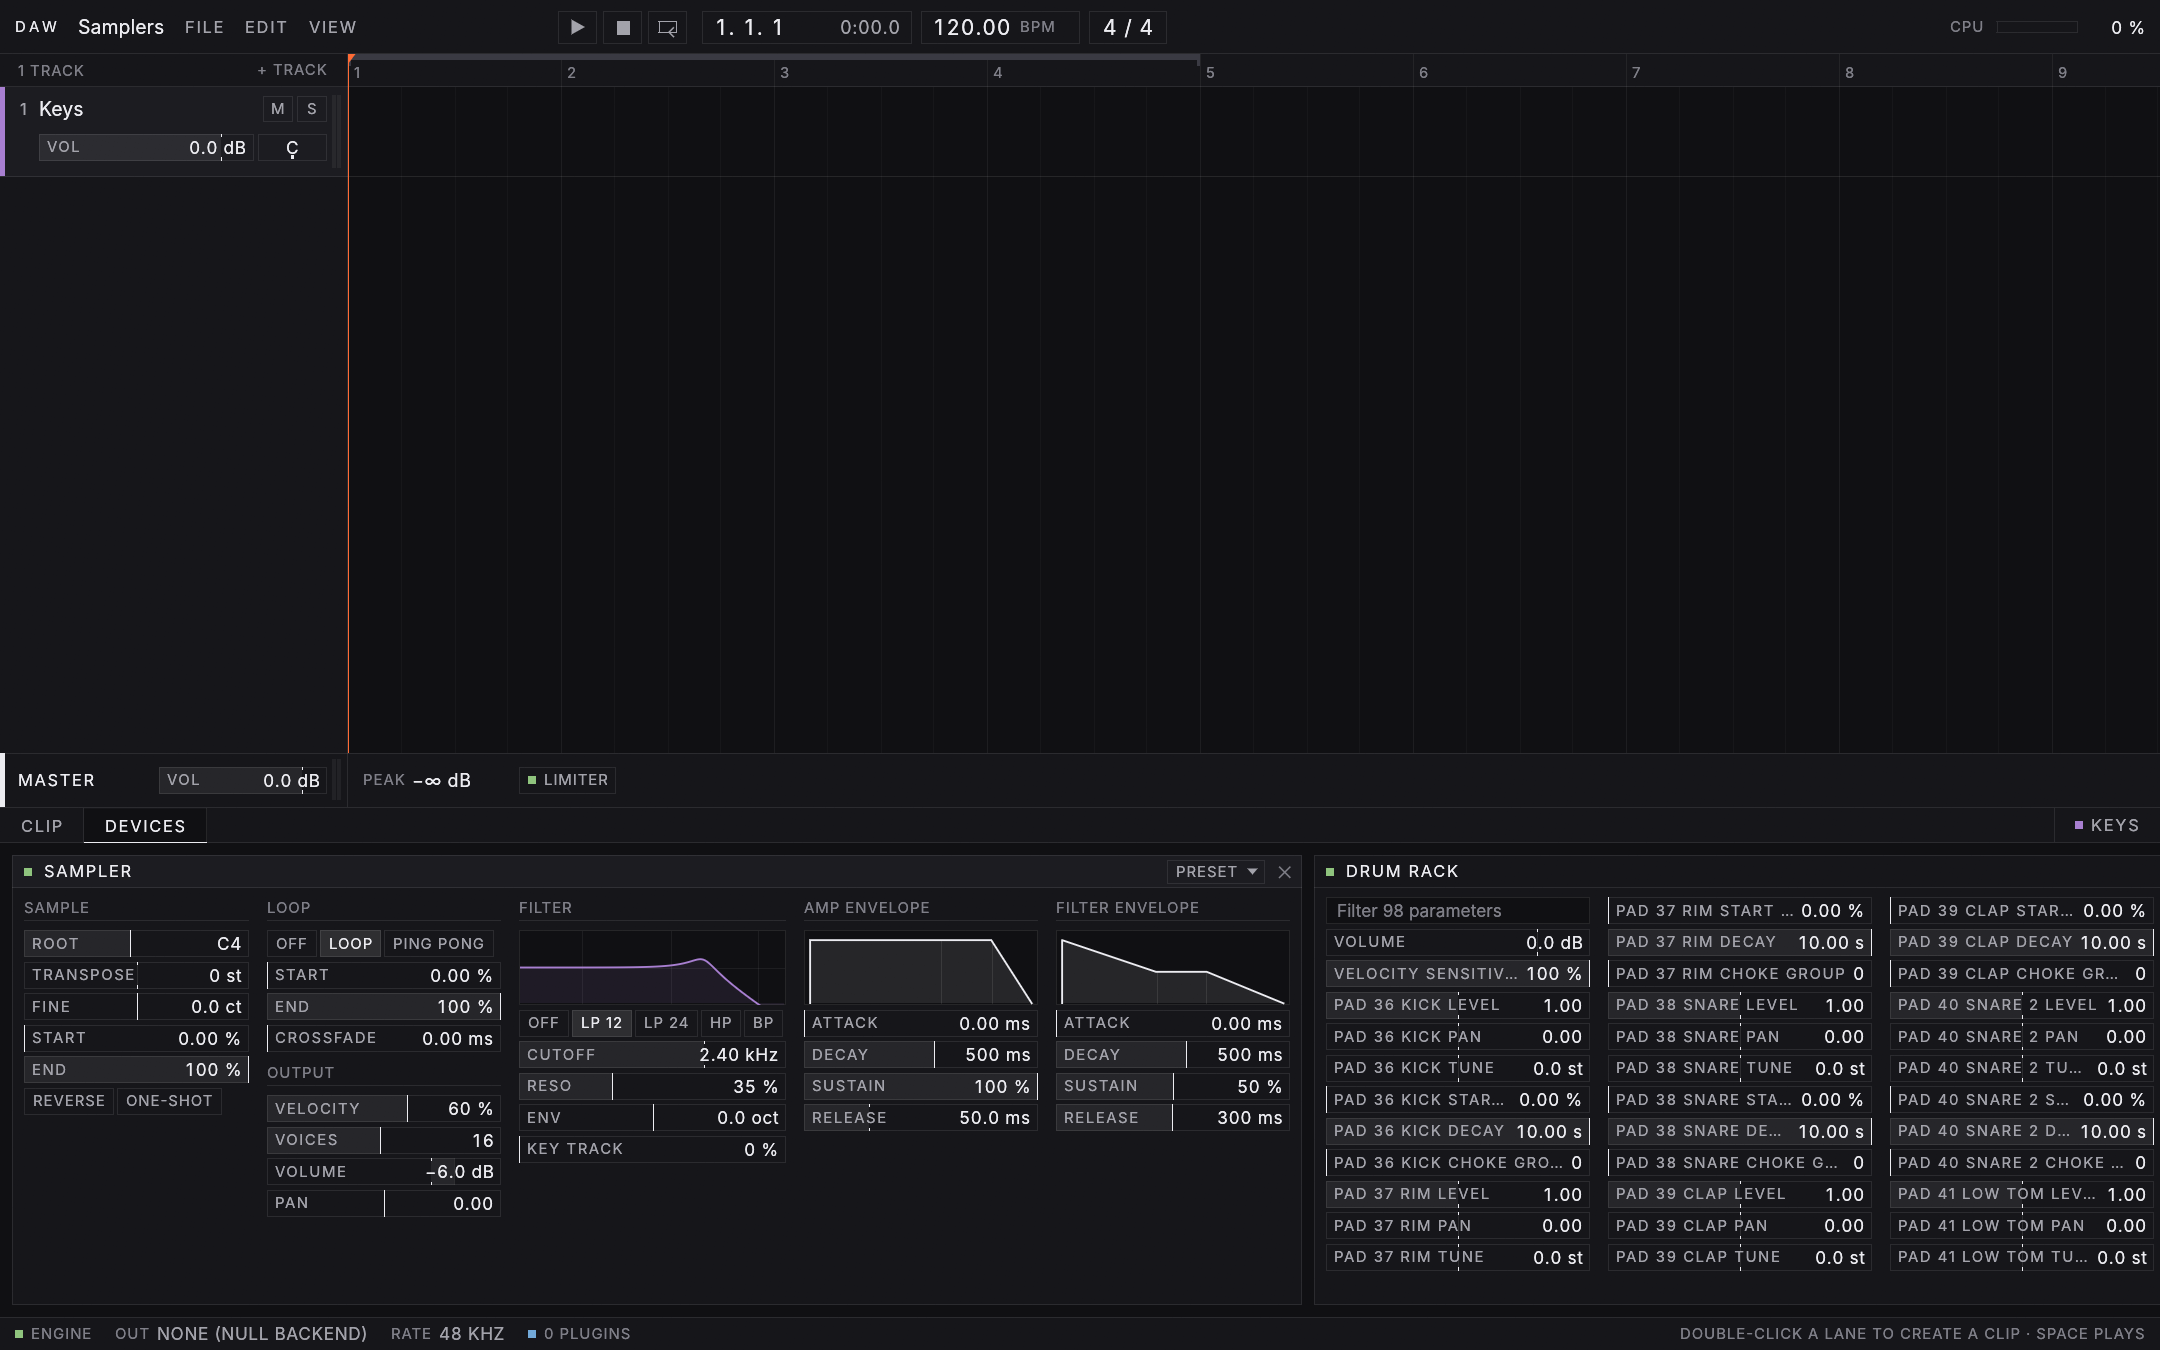 DAW Samplers FILE EDIT VIEW 1. 1. 1 0:00.0 120.00 BPM 4 / 4 CPU 0 %
1 TRACK + TRACK 1 2 3 4 5 6 7 8 9
1 Keys M S
VOL 0.0 dB C
MASTER VOL 0.0 dB PEAK −∞ dB LIMITER
CLIP DEVICES KEYS
SAMPLER PRESET
SAMPLE
ROOT C4
TRANSPOSE 0 st
FINE 0.0 ct
START 0.00 %
END 100 %
REVERSE ONE-SHOT
LOOP
OFF LOOP PING PONG
START 0.00 %
END 100 %
CROSSFADE 0.00 ms
OUTPUT
VELOCITY 60 %
VOICES 16
VOLUME −6.0 dB
PAN 0.00
FILTER
OFF LP 12 LP 24 HP BP
CUTOFF 2.40 kHz
RESO 35 %
ENV 0.0 oct
KEY TRACK 0 %
AMP ENVELOPE
ATTACK 0.00 ms
DECAY 500 ms
SUSTAIN 100 %
RELEASE 50.0 ms
FILTER ENVELOPE
ATTACK 0.00 ms
DECAY 500 ms
SUSTAIN 50 %
RELEASE 300 ms
DRUM RACK
Filter 98 parameters
VOLUME 0.0 dB
VELOCITY SENSITIV... 100 %
PAD 36 KICK LEVEL 1.00
PAD 36 KICK PAN 0.00
PAD 36 KICK TUNE 0.0 st
PAD 36 KICK STAR... 0.00 %
PAD 36 KICK DECAY 10.00 s
PAD 36 KICK CHOKE GRO... 0
PAD 37 RIM LEVEL 1.00
PAD 37 RIM PAN 0.00
PAD 37 RIM TUNE 0.0 st
PAD 37 RIM START ... 0.00 %
PAD 37 RIM DECAY 10.00 s
PAD 37 RIM CHOKE GROUP 0
PAD 38 SNARE LEVEL 1.00
PAD 38 SNARE PAN 0.00
PAD 38 SNARE TUNE 0.0 st
PAD 38 SNARE STA... 0.00 %
PAD 38 SNARE DE... 10.00 s
PAD 38 SNARE CHOKE G... 0
PAD 39 CLAP LEVEL 1.00
PAD 39 CLAP PAN 0.00
PAD 39 CLAP TUNE 0.0 st
PAD 39 CLAP STAR... 0.00 %
PAD 39 CLAP DECAY 10.00 s
PAD 39 CLAP CHOKE GR... 0
PAD 40 SNARE 2 LEVEL 1.00
PAD 40 SNARE 2 PAN 0.00
PAD 40 SNARE 2 TU... 0.0 st
PAD 40 SNARE 2 S... 0.00 %
PAD 40 SNARE 2 D... 10.00 s
PAD 40 SNARE 2 CHOKE ... 0
PAD 41 LOW TOM LEV... 1.00
PAD 41 LOW TOM PAN 0.00
PAD 41 LOW TOM TU... 0.0 st
ENGINE OUT NONE (NULL BACKEND) RATE 48 KHZ 0 PLUGINS DOUBLE-CLICK A LANE TO CREATE A CLIP · SPACE PLAYS